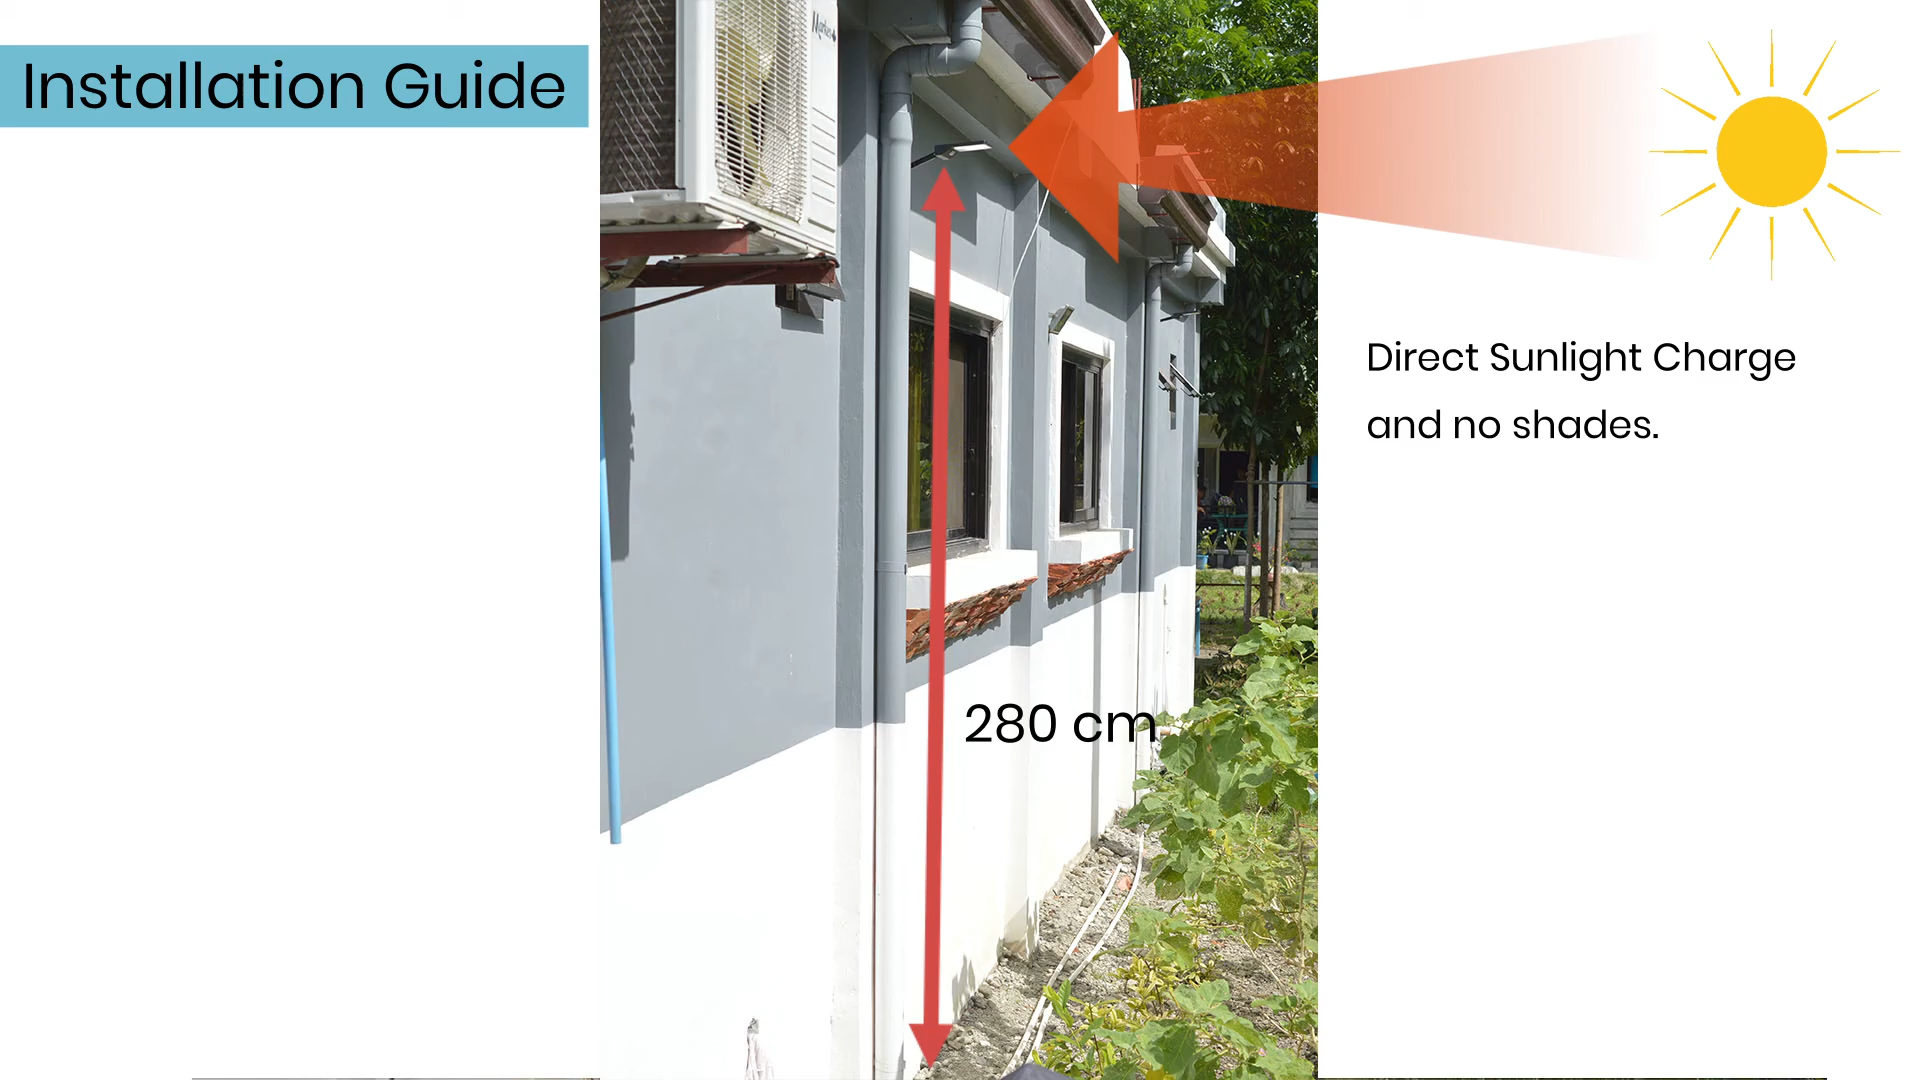 Installation Guide
Direct Sunlight Charge
and no shades.
280 cm